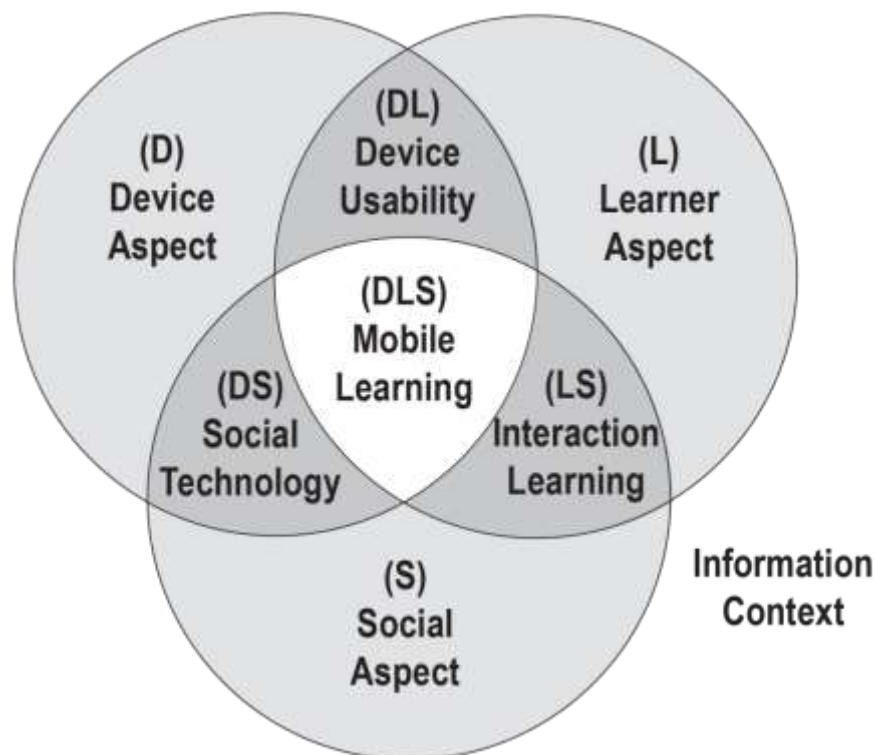 (DL)
Device
Usability
(D)
Device
Aspect
(L)
Learner
Aspect
(DLS)
Mobile
Learning
(DS)
Social
Technology
(LS)
Interaction
Learning
(S)
Social
Aspect
Information
Context